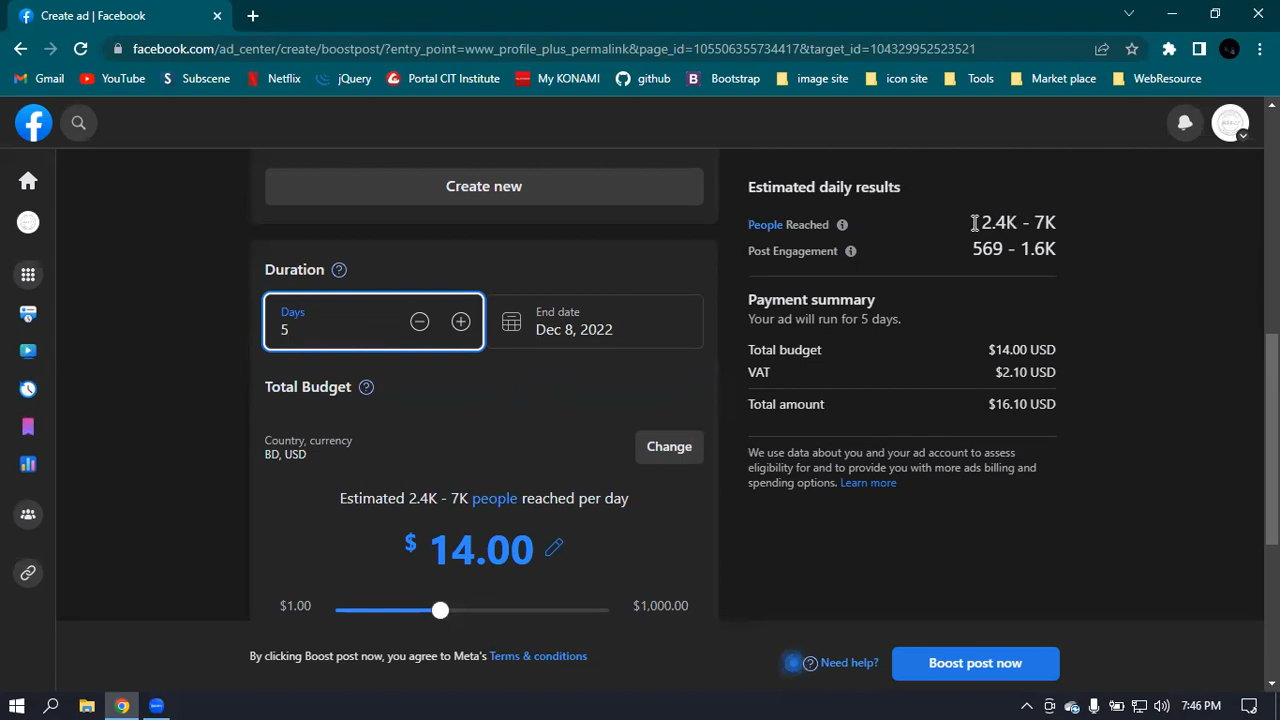 Create ad | Facebook
facebook.com/ad_center/create/boostpost/?entry_point=www_profile_plus_permalink&page_id=105506355734417&target_id=104329952523521
Gmail YouTube Subscene Netflix jQuery Portal CIT Institute My KONAMI github Bootstrap image site icon site Tools Market place WebResource
Create new
Duration
Days
5
End date
Dec 8, 2022
Total Budget
Country, currency
BD, USD
Change
Estimated 2.4K - 7K people reached per day
$ 14.00
$1.00 $1,000.00
Estimated daily results
People Reached 2.4K - 7K
Post Engagement 569 - 1.6K
Payment summary
Your ad will run for 5 days.
Total budget $14.00 USD
VAT $2.10 USD
Total amount $16.10 USD
We use data about you and your ad account to assess
eligibility for and to provide you with more ads billing and
spending options. Learn more
By clicking Boost post now, you agree to Meta's Terms & conditions
Need help?
Boost post now
7:46 PM